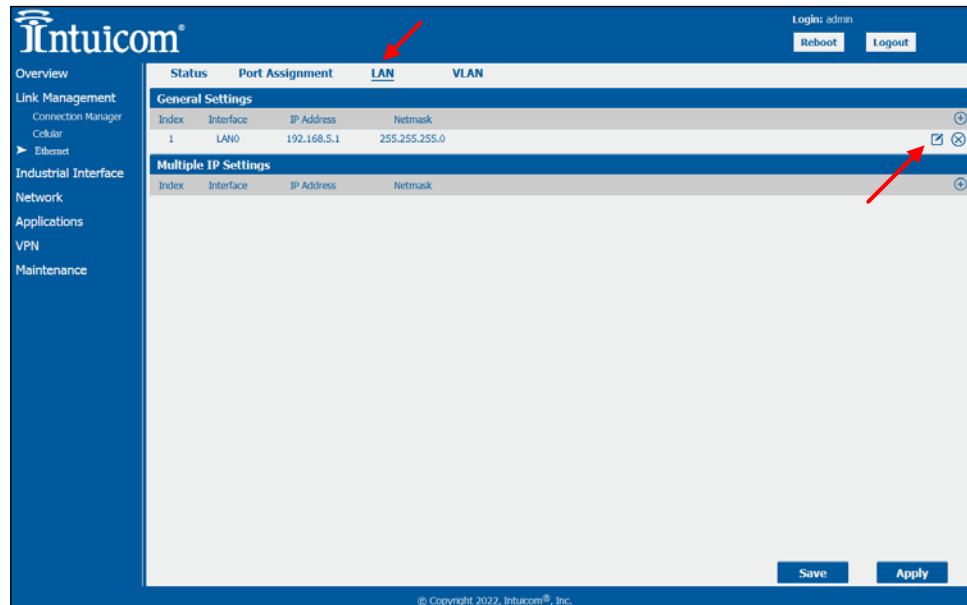 Intuicom®
Login: admin
Reboot Logout
Overview
Link Management
Connection Manager
Cellular
Ethernet
Industrial Interface
Network
Applications
VPN
Maintenance
Status Port Assignment LAN VLAN
General Settings
Index Interface IP Address Netmask
1 LAN0 192.168.5.1 255.255.255.0
Multiple IP Settings
Index Interface IP Address Netmask
Save Apply
© Copyright 2022, Intuicom®, Inc.